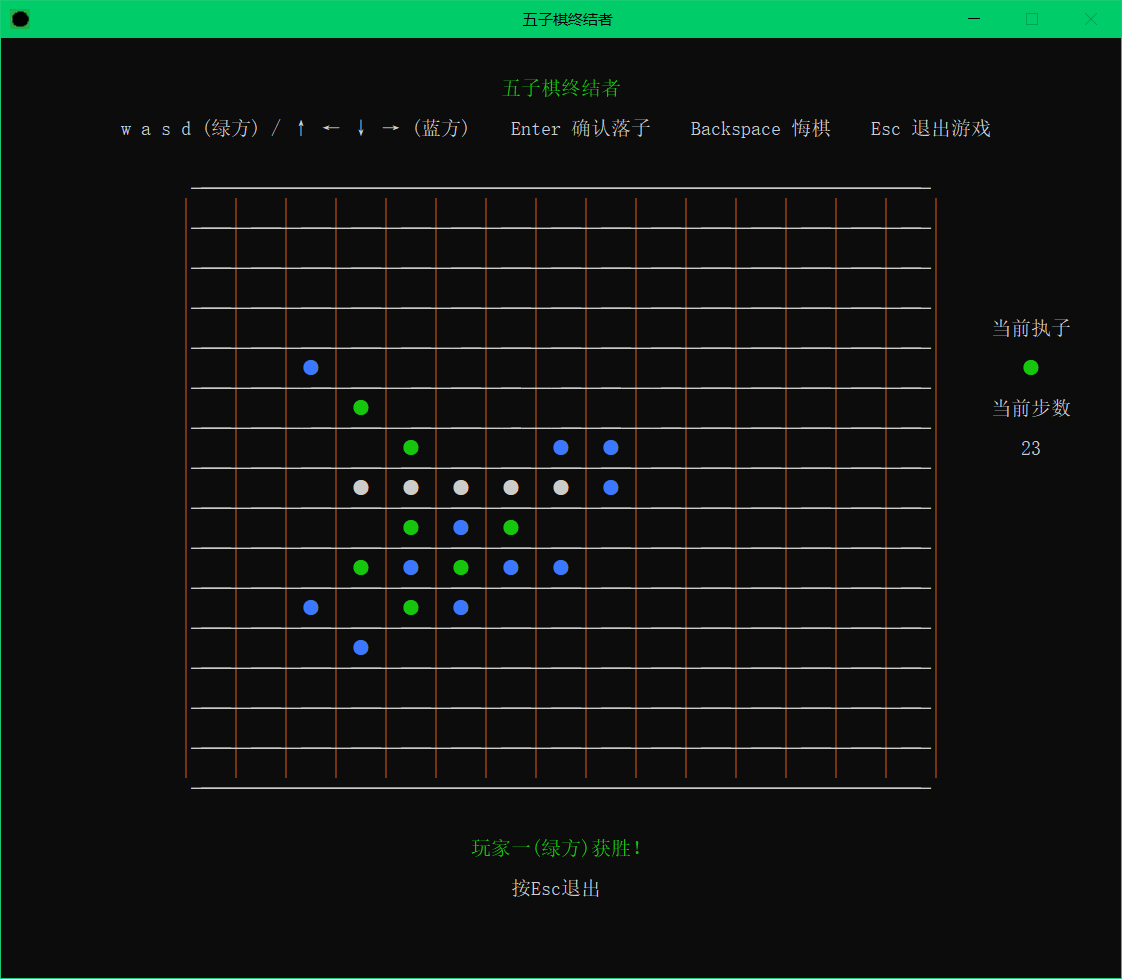 五子棋终结者
五子棋终结者
w a s d (绿方) / ↑ ← ↓ → (蓝方) Enter 确认落子 Backspace 悔棋 Esc 退出游戏
当前执子
当前步数
23
玩家一(绿方)获胜!
按Esc退出